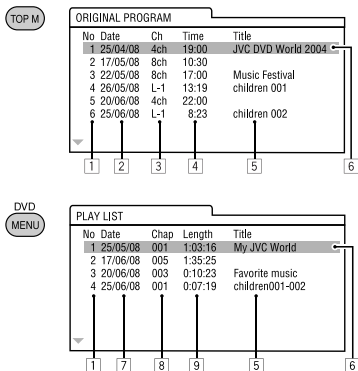 TOP M
ORIGINAL PROGRAM
No Date Ch Time Title
1 25/04/08 4ch 19:00 JVC DVD World 2004
2 17/05/08 8ch 10:30
3 22/05/08 8ch 17:00 Music Festival
4 26/05/08 L-1 13:19 children 001
5 20/06/08 4ch 22:00
6 25/06/08 L-1 8:23 children 002
1 2 3 4 5 6
DVD
MENU
PLAY LIST
No Date Chap Length Title
1 25/05/08 001 1:03:16 My JVC World
2 17/06/08 005 1:35:25
3 20/06/08 003 0:10:23 Favorite music
4 25/06/08 001 0:07:19 children001-002
1 7 8 9 5 6